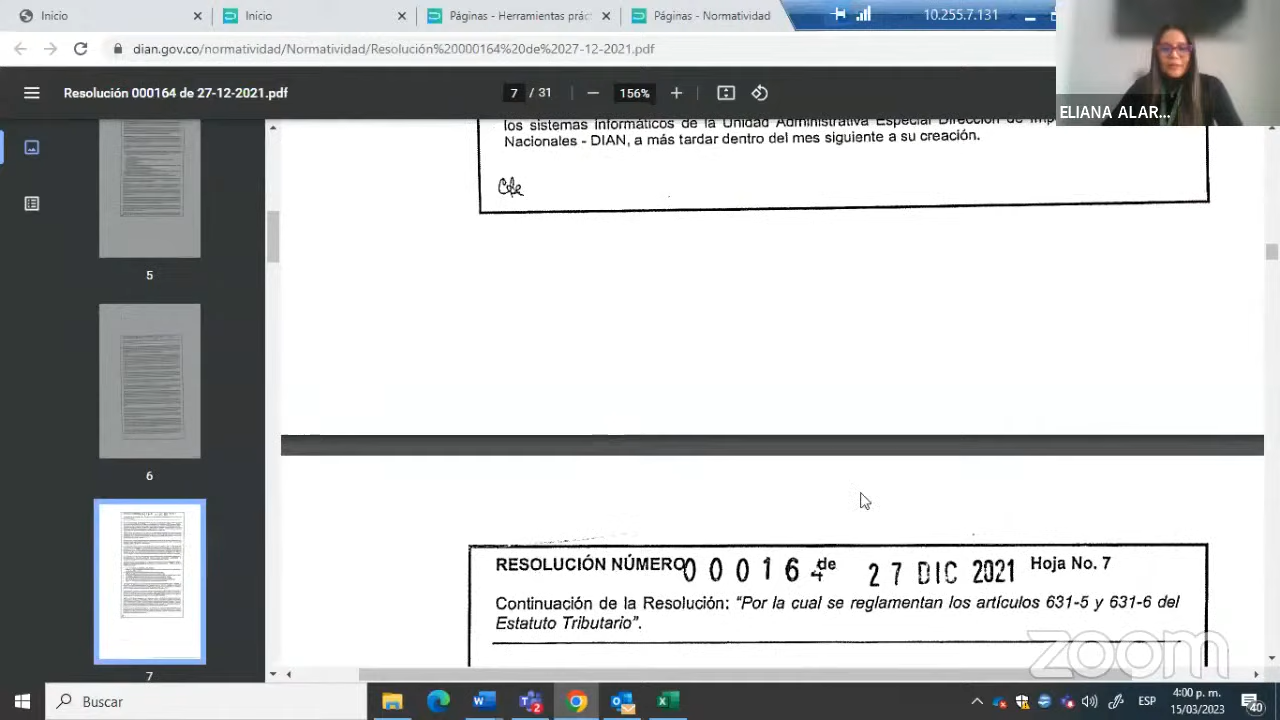 Inicio
Inicio
Páginas - Herramientas prác
Páginas - Normatividad
10.255.7.131
dian.gov.co/normatividad/Normatividad/Resolución%20000164%20de%2027-12-2021.pdf
Resolución 000164 de 27-12-2021.pdf
7 / 31
156%
ELIANA ALAR...
los sistemas Informáticos de la Unidad Administrativa Especial Dirección de
Nacionales - DIAN, a más tardar dentro del mes siguiente a su creación.
5
6
7
RESOLUCIÓN NÚMERO 000164 de 27 DIC 2021 Hoja No. 7
Continuación de la Resolución: “Por la cual se reglamentan los artículos 631-5 y 631-6 del
Estatuto Tributario”.
zoom
Buscar
ESP
4:00 p. m.
15/03/2023
40